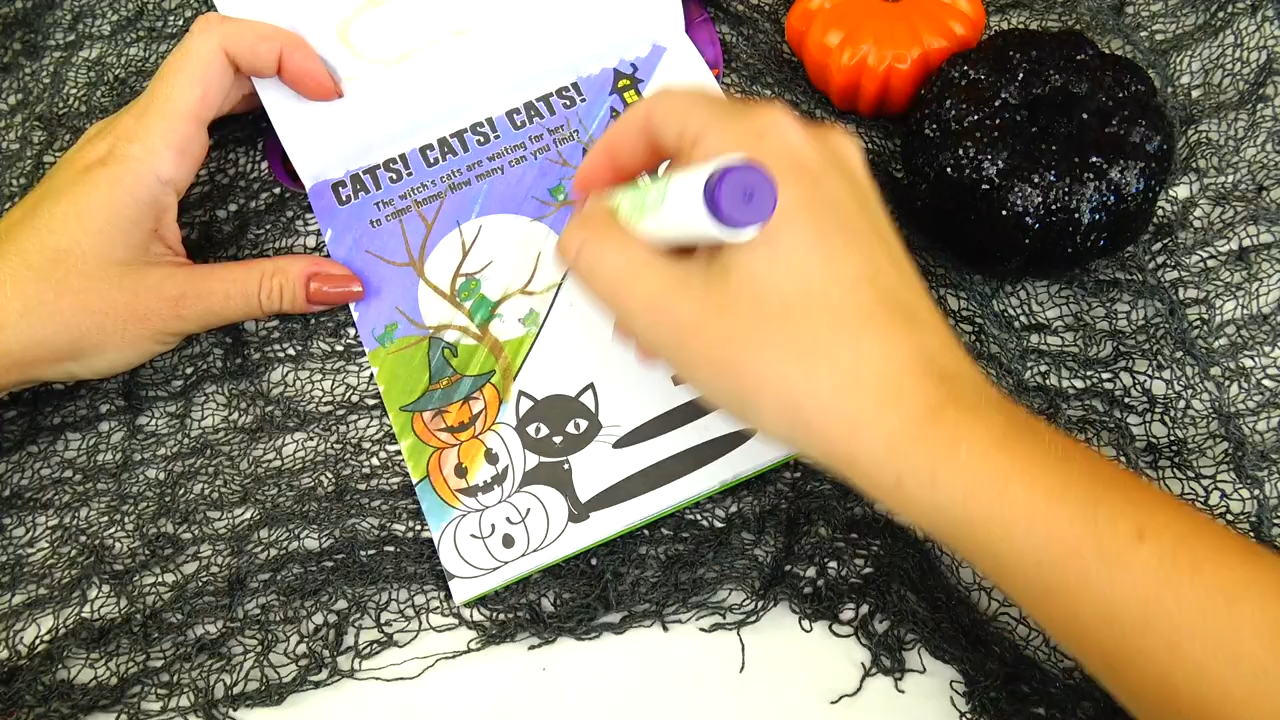 CATS! CATS! CATS!
The witch's cats are waiting for her
to come home. How many can you find?